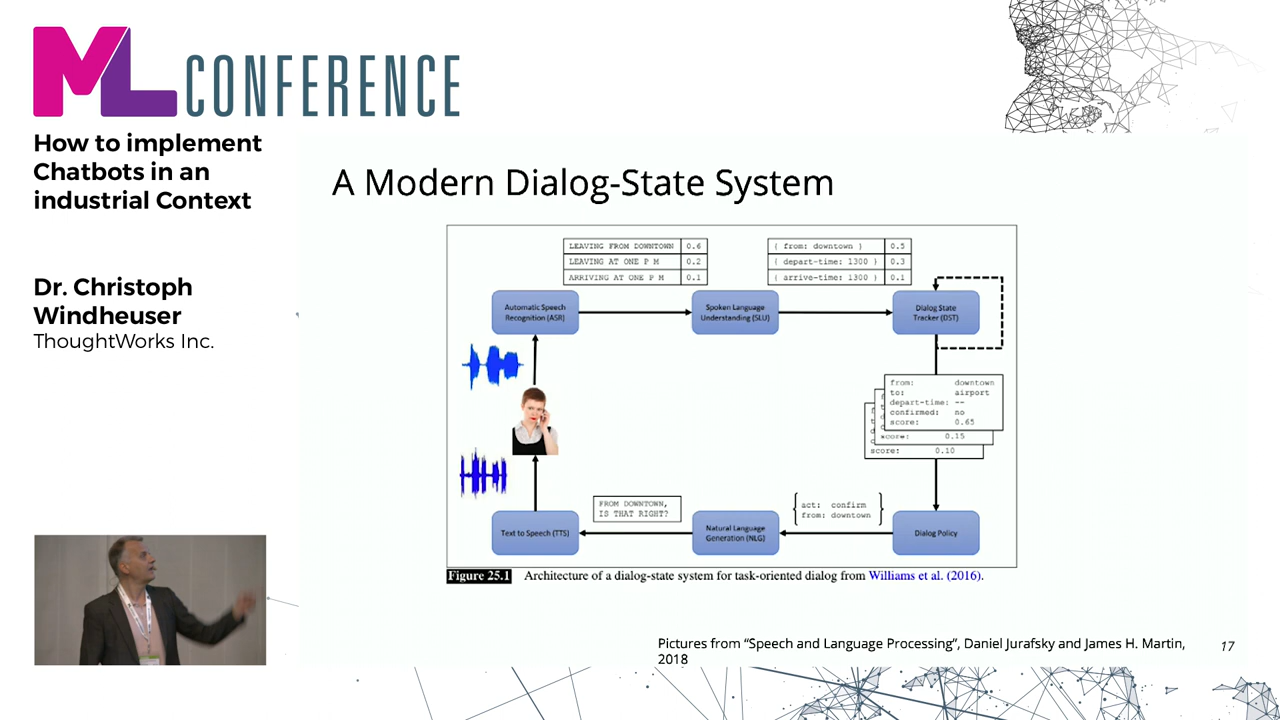 ML CONFERENCE
How to implement
Chatbots in an
industrial Context
Dr. Christoph
Windheuser
ThoughtWorks Inc.
A Modern Dialog-State System
LEAVING FROM DOWNTOWN 0.6
LEAVING AT ONE P M 0.2
ARRIVING AT ONE P M 0.1
{ from: downtown } 0.5
{ depart-time: 1300 } 0.3
{ arrive-time: 1300 } 0.1
Automatic Speech
Recognition (ASR)
Spoken Language
Understanding (SLU)
Dialog State
Tracker (DST)
from: downtown
to: airport
depart-time: --
confirmed: no
score: 0.65
score: 0.15
score: 0.10
act: confirm
from: downtown
FROM DOWNTOWN,
IS THAT RIGHT?
Text to Speech (TTS)
Natural Language
Generation (NLG)
Dialog Policy
Figure 25.1 Architecture of a dialog-state system for task-oriented dialog from Williams et al. (2016).
Pictures from “Speech and Language Processing”, Daniel Jurafsky and James H. Martin,
2018
17